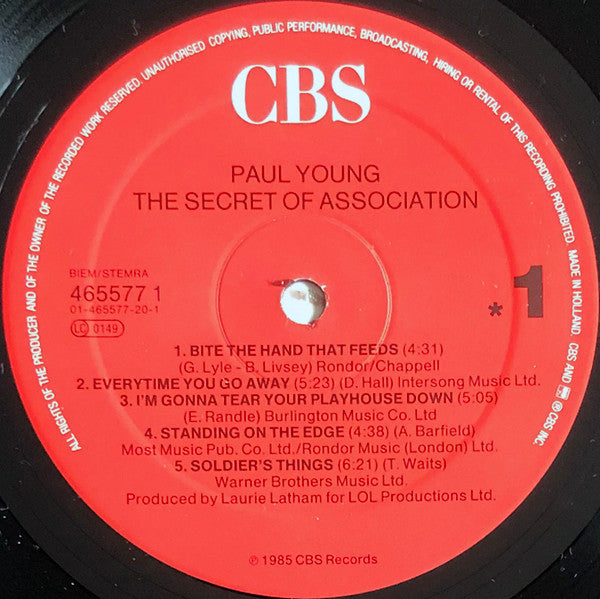 ALL RIGHTS OF THE PRODUCER AND OF THE OWNER OF THE RECORDED WORK RESERVED. UNAUTHORISED COPYING, PUBLIC PERFORMANCE, BROADCASTING, HIRING OR RENTAL OF THIS RECORDING PROHIBITED. MADE IN HOLLAND CBS AND ℗ CBS INC.
CBS
PAUL YOUNG
THE SECRET OF ASSOCIATION
BIEM/STEMRA
465577 1
01-465577-20-1
LC 0149
*1
1. BITE THE HAND THAT FEEDS (4:31)
(G. Lyle - B. Livsey) Rondor/Chappell
2. EVERYTIME YOU GO AWAY (5:23) (D. Hall) Intersong Music Ltd.
3. I'M GONNA TEAR YOUR PLAYHOUSE DOWN (5:05)
(E. Randle) Burlington Music Co. Ltd
4. STANDING ON THE EDGE (4:38) (A. Barfield)
Most Music Pub. Co. Ltd./Rondor Music (London) Ltd.
5. SOLDIER'S THINGS (6:21) (T. Waits)
Warner Brothers Music Ltd.
Produced by Laurie Latham for LOL Productions Ltd.
℗ 1985 CBS Records